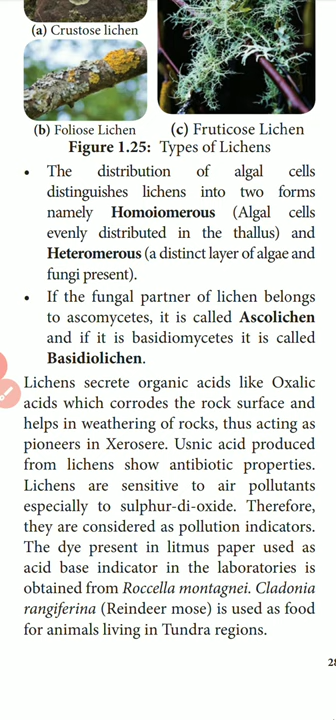 (a) Crustose lichen
(b) Foliose Lichen
(c) Fruticose Lichen
Figure 1.25: Types of Lichens
• The distribution of algal cells
distinguishes lichens into two forms
namely Homoiomerous (Algal cells
evenly distributed in the thallus) and
Heteromerous (a distinct layer of algae and
fungi present).
• If the fungal partner of lichen belongs
to ascomycetes, it is called Ascolichen
and if it is basidiomycetes it is called
Basidiolichen.
Lichens secrete organic acids like Oxalic
acids which corrodes the rock surface and
helps in weathering of rocks, thus acting as
pioneers in Xerosere. Usnic acid produced
from lichens show antibiotic properties.
Lichens are sensitive to air pollutants
especially to sulphur-di-oxide. Therefore,
they are considered as pollution indicators.
The dye present in litmus paper used as
acid base indicator in the laboratories is
obtained from Roccella montagnei. Cladonia
rangiferina (Reindeer mose) is used as food
for animals living in Tundra regions.
28